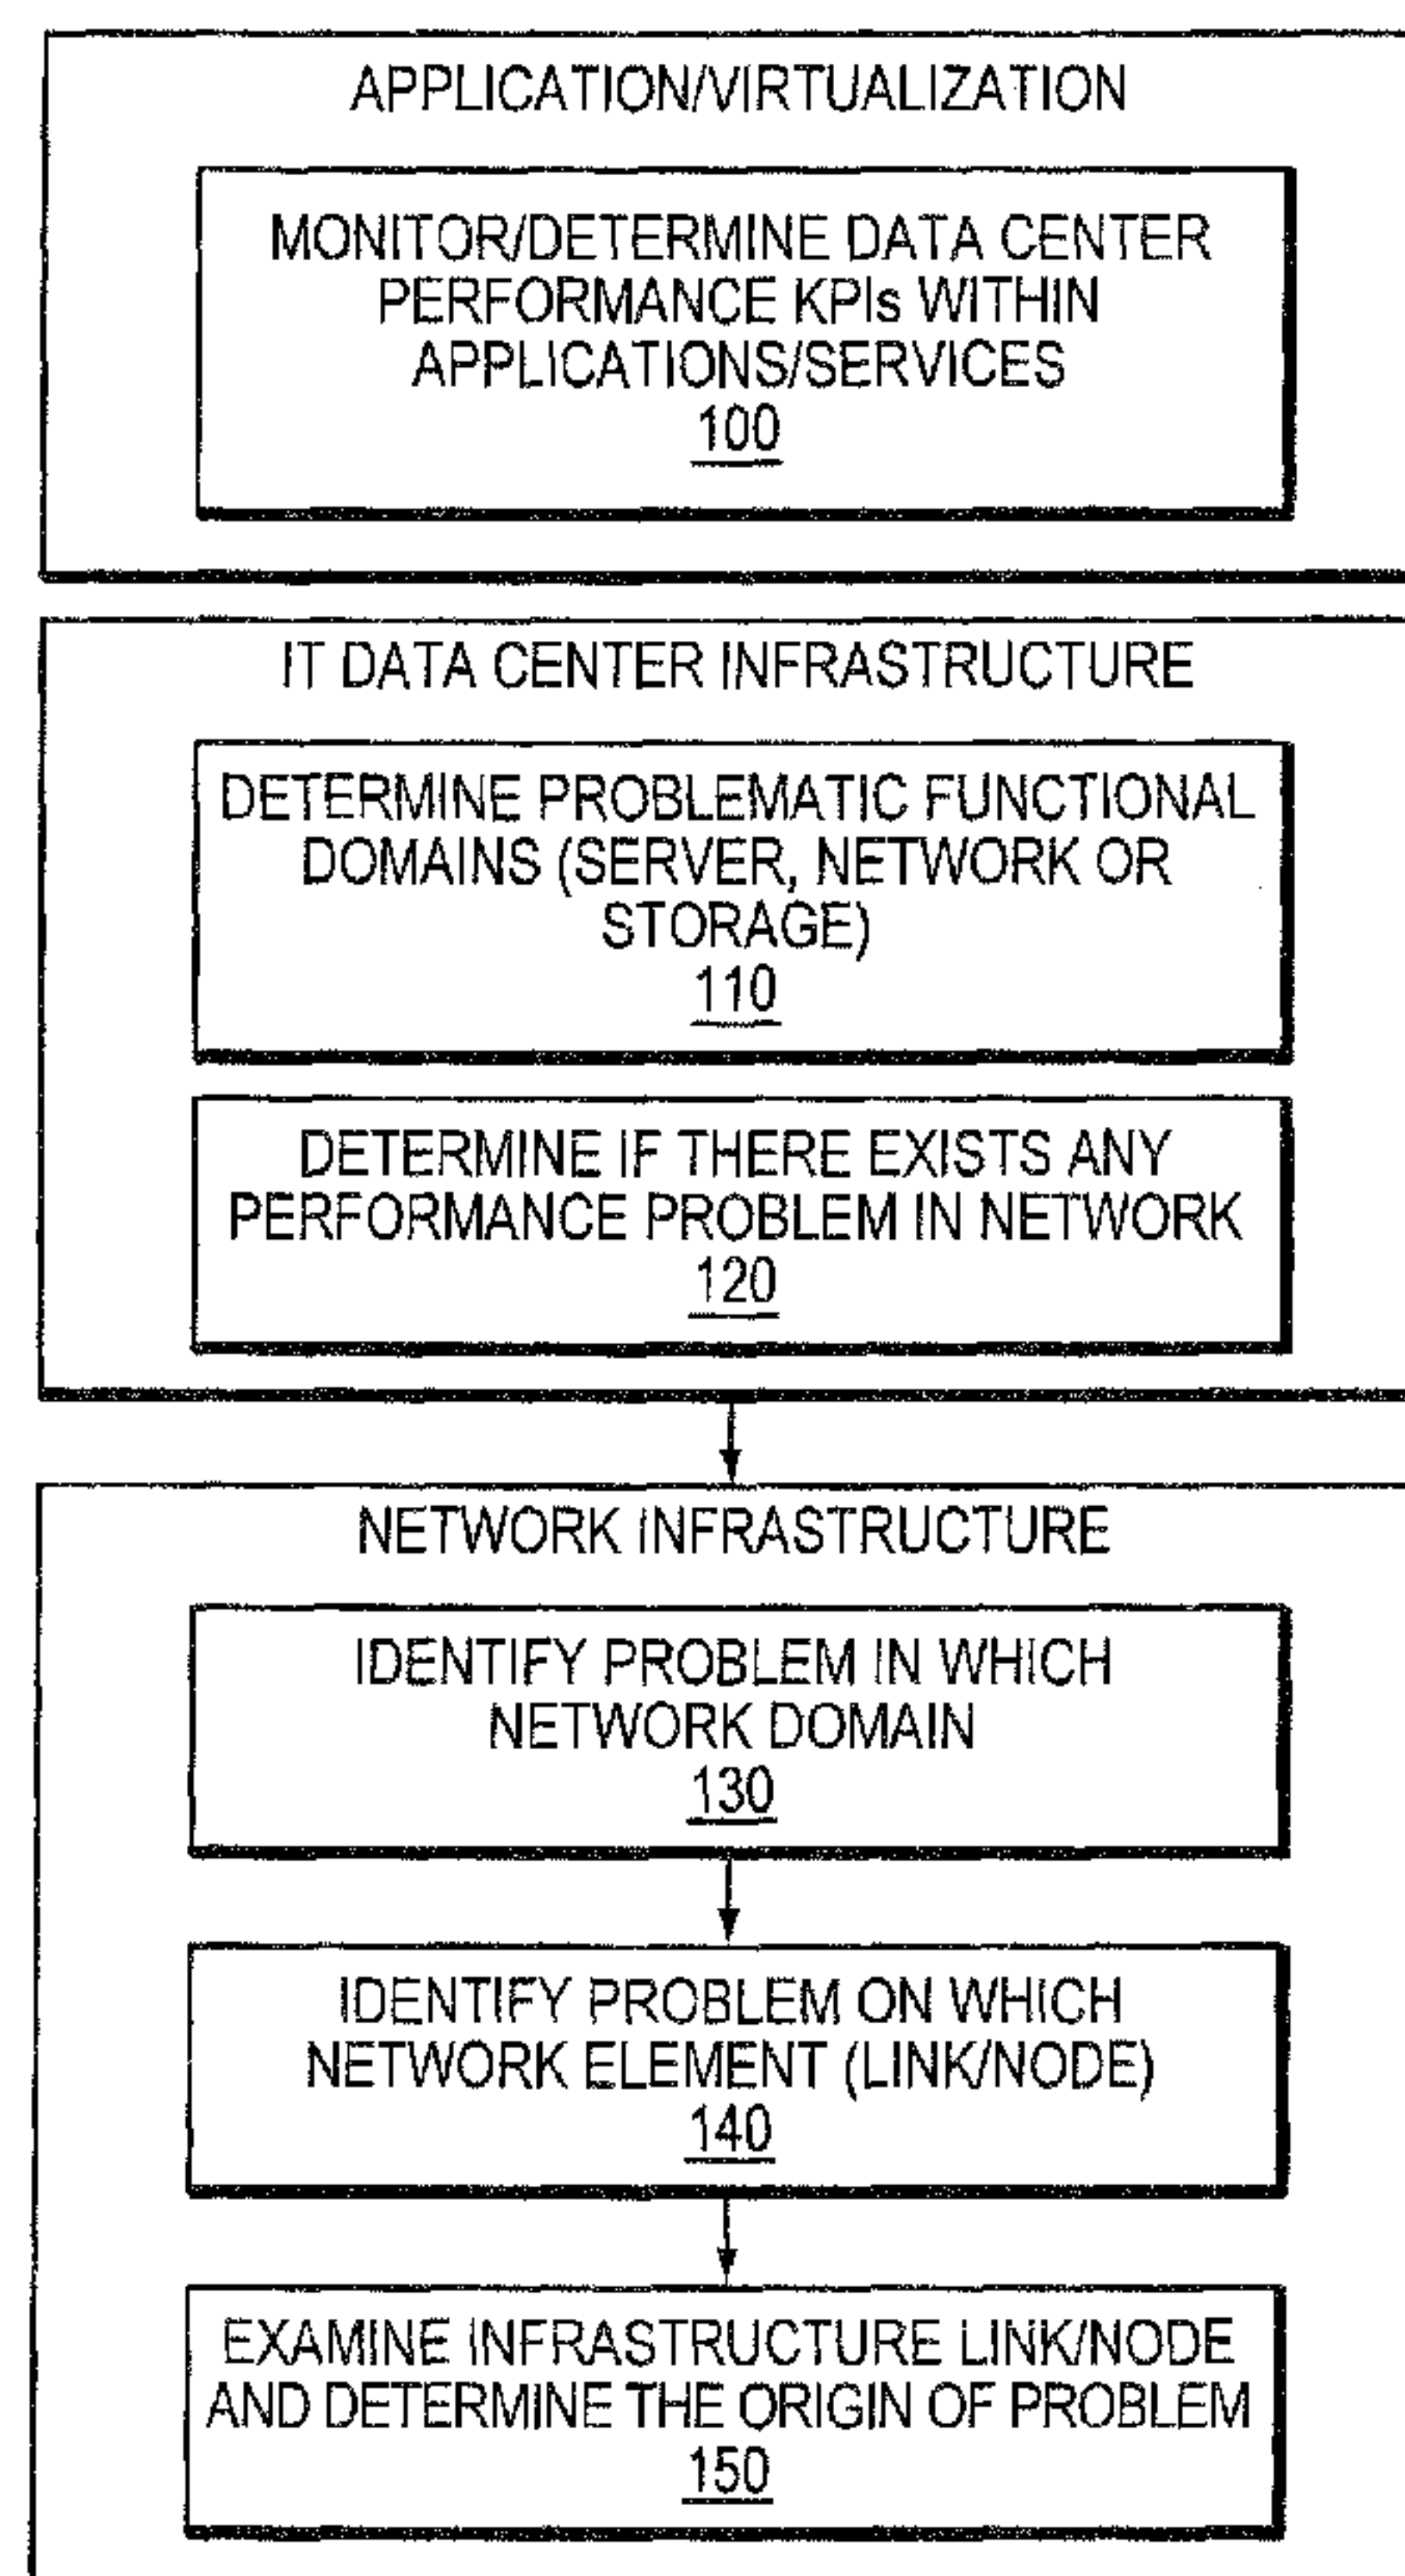 APPLICATION/VIRTUALIZATION
MONITOR/DETERMINE DATA CENTER
PERFORMANCE KPIs WITHIN
APPLICATIONS/SERVICES
100
IT DATA CENTER INFRASTRUCTURE
DETERMINE PROBLEMATIC FUNCTIONAL
DOMAINS (SERVER, NETWORK OR
STORAGE)
110
DETERMINE IF THERE EXISTS ANY
PERFORMANCE PROBLEM IN NETWORK
120
NETWORK INFRASTRUCTURE
IDENTIFY PROBLEM IN WHICH
NETWORK DOMAIN
130
IDENTIFY PROBLEM ON WHICH
NETWORK ELEMENT (LINK/NODE)
140
EXAMINE INFRASTRUCTURE LINK/NODE
AND DETERMINE THE ORIGIN OF PROBLEM
150